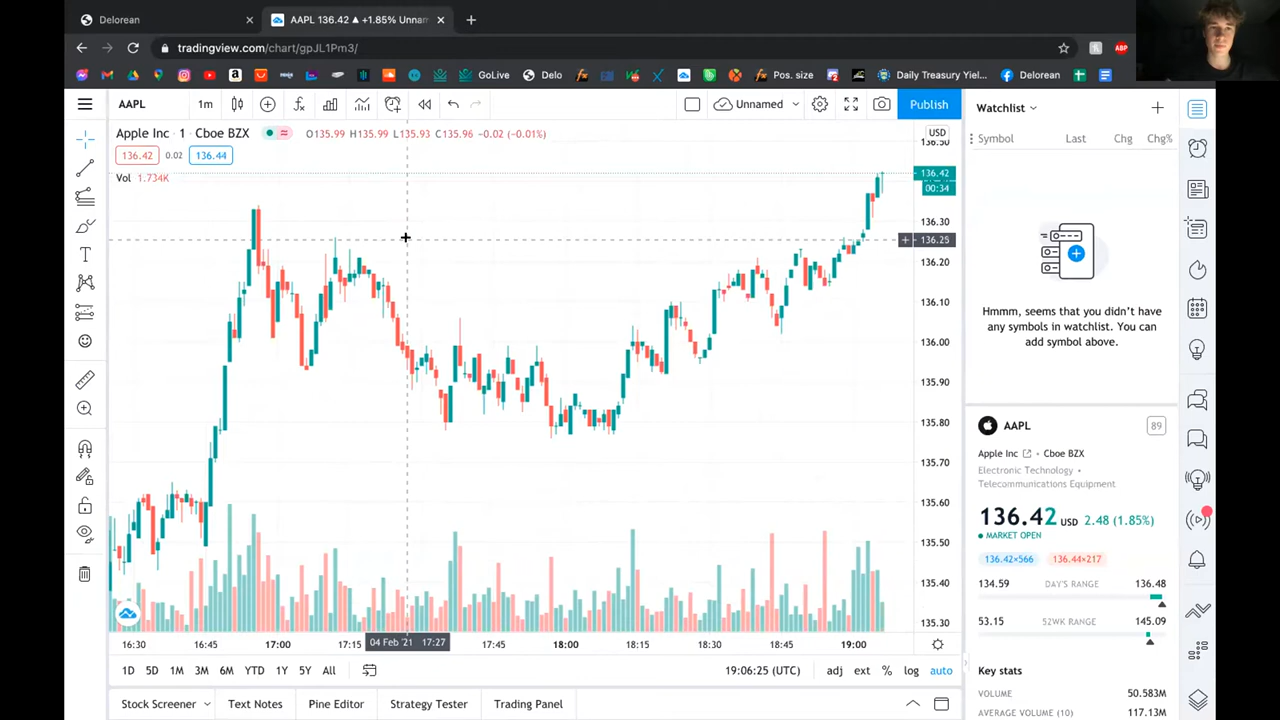 Delorean
AAPL 136.42 ▲ +1.85% Unnam
tradingview.com/chart/gpJL1Pm3/
ABP
GoLive
Delo
Pos. size
Daily Treasury Yiel...
Delorean
AAPL
1m
Unnamed
Publish
Watchlist
Apple Inc · 1 · Cboe BZX
O135.99 H135.99 L135.93 C135.96 −0.02 (−0.01%)
USD
Symbol Last Chg Chg%
136.50
136.42 0.02 136.44
Vol 1.734K
136.42
00:34
136.30
136.25
136.20
136.10
136.00
135.90
135.80
135.70
135.60
135.50
135.40
135.30
Hmmm, seems that you didn't have
any symbols in watchlist. You can
add symbol above.
AAPL
89
Apple Inc • Cboe BZX
Electronic Technology •
Telecommunications Equipment
136.42 USD 2.48 (1.85%)
MARKET OPEN
136.42×566 136.44×217
134.59 DAY'S RANGE 136.48
53.15 52WK RANGE 145.09
Key stats
VOLUME 50.583M
AVERAGE VOLUME (10) 117.13M
16:30 16:45 17:00 17:15 04 Feb '21 17:27 17:45 18:00 18:15 18:30 18:45 19:00
1D 5D 1M 3M 6M YTD 1Y 5Y All
19:06:25 (UTC) adj ext % log auto
Stock Screener Text Notes Pine Editor Strategy Tester Trading Panel